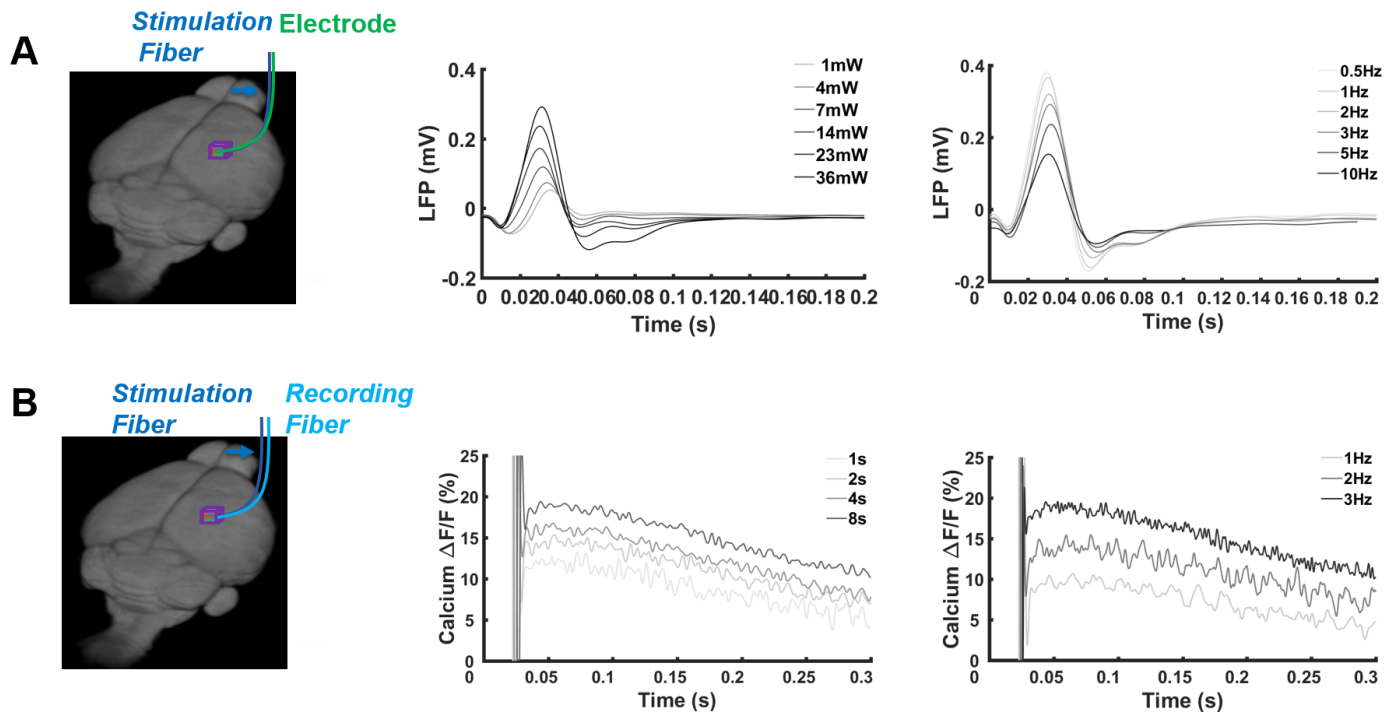 A
Stimulation Electrode
Fiber
LFP (mV)
0.4
0.2
0
-0.2
0 0.02 0.04 0.06 0.08 0.1 0.12 0.14 0.16 0.18 0.2
Time (s)
1mW
4mW
7mW
14mW
23mW
36mW
LFP (mV)
0.4
0.2
0
-0.2
0 0.02 0.04 0.06 0.08 0.1 0.12 0.14 0.16 0.18 0.2
Time (s)
0.5Hz
1Hz
2Hz
3Hz
5Hz
10Hz
B
Stimulation Recording
Fiber Fiber
Calcium ΔF/F (%)
25
20
15
10
5
0
0 0.05 0.1 0.15 0.2 0.25 0.3
Time (s)
1s
2s
4s
8s
Calcium ΔF/F (%)
25
20
15
10
5
0
0 0.05 0.1 0.15 0.2 0.25 0.3
Time (s)
1Hz
2Hz
3Hz